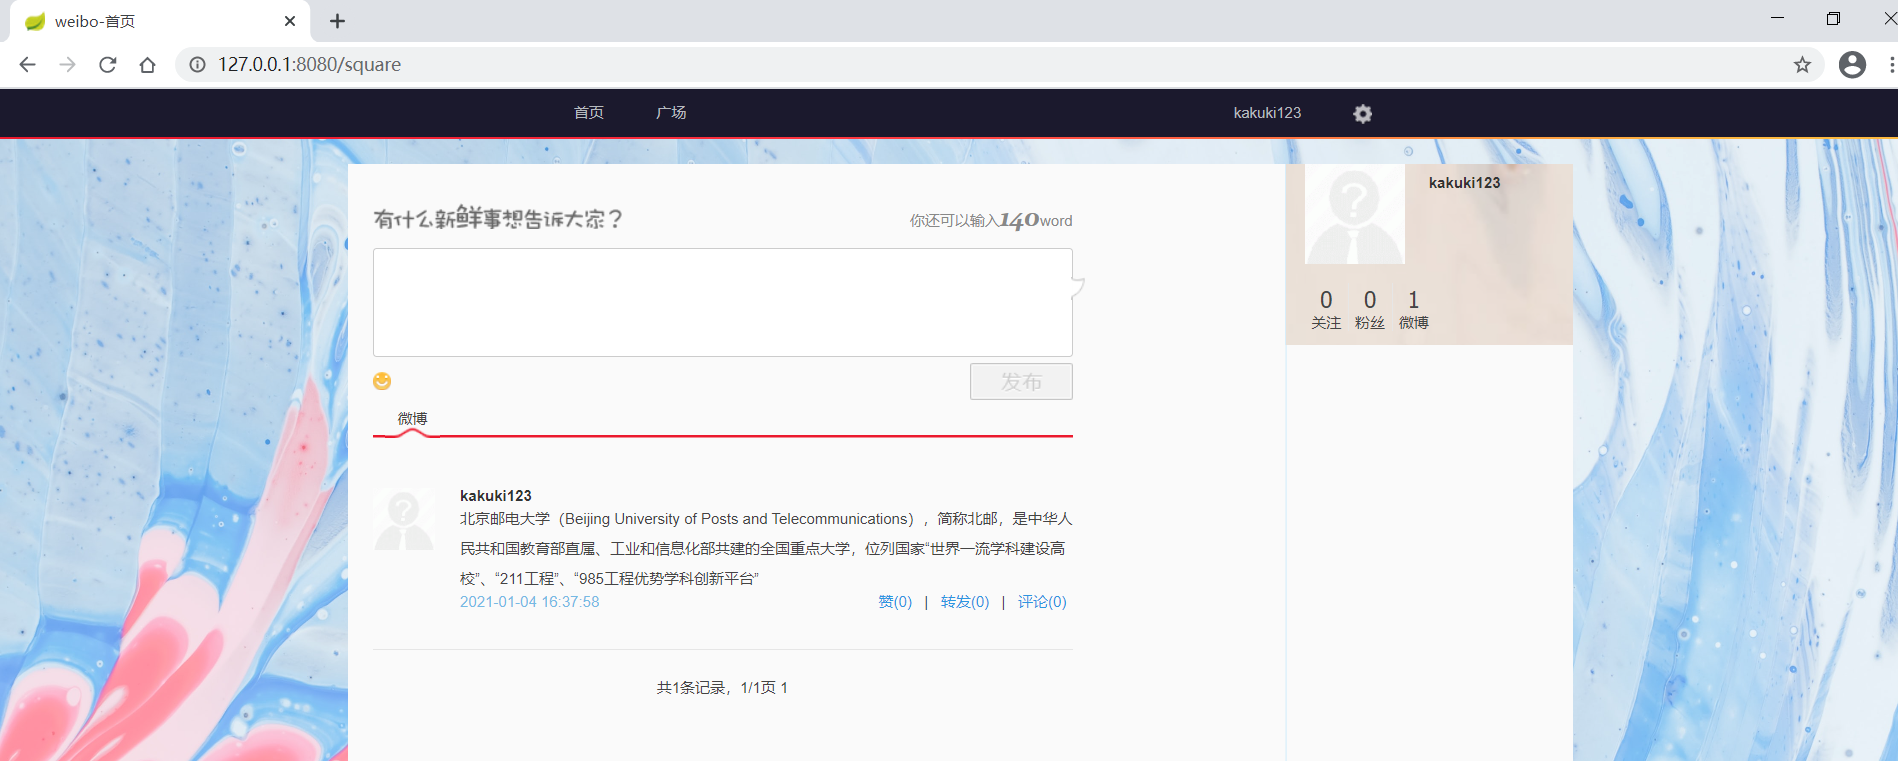 weibo-首页
127.0.0.1:8080/square
首页 广场 kakuki123
有什么新鲜事想告诉大家?
你还可以输入140word
发布
微博
kakuki123
北京邮电大学（Beijing University of Posts and Telecommunications），简称北邮，是中华人
民共和国教育部直属、工业和信息化部共建的全国重点大学，位列国家“世界一流学科建设高
校”、“211工程”、“985工程优势学科创新平台”
2021-01-04 16:37:58 赞(0) | 转发(0) | 评论(0)
共1条记录，1/1页 1
kakuki123
0 0 1
关注 粉丝 微博